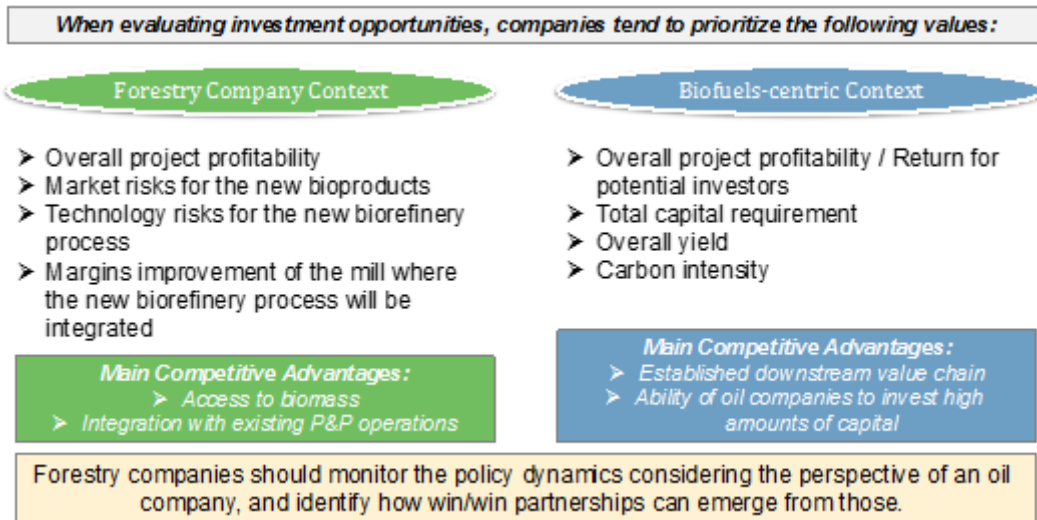 When evaluating investment opportunities, companies tend to prioritize the following values:
Forestry Company Context
➤ Overall project profitability
➤ Market risks for the new bioproducts
➤ Technology risks for the new biorefinery
process
➤ Margins improvement of the mill where
the new biorefinery process will be
integrated
Main Competitive Advantages:
➤ Access to biomass
➤ Integration with existing P&P operations
Biofuels-centric Context
➤ Overall project profitability / Return for
potential investors
➤ Total capital requirement
➤ Overall yield
➤ Carbon intensity
Main Competitive Advantages:
➤ Established downstream value chain
➤ Ability of oil companies to invest high
amounts of capital
Forestry companies should monitor the policy dynamics considering the perspective of an oil
company, and identify how win/win partnerships can emerge from those.